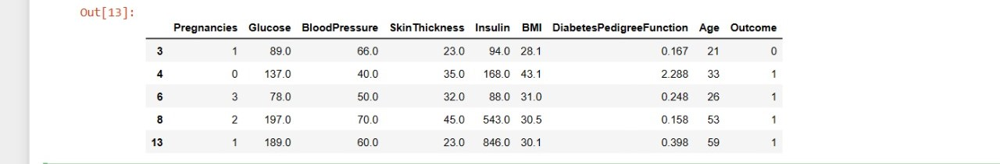 Out[13]:
Pregnancies Glucose BloodPressure SkinThickness Insulin BMI DiabetesPedigreeFunction Age Outcome
3 1 89.0 66.0 23.0 94.0 28.1 0.167 21 0
4 0 137.0 40.0 35.0 168.0 43.1 2.288 33 1
6 3 78.0 50.0 32.0 88.0 31.0 0.248 26 1
8 2 197.0 70.0 45.0 543.0 30.5 0.158 53 1
13 1 189.0 60.0 23.0 846.0 30.1 0.398 59 1